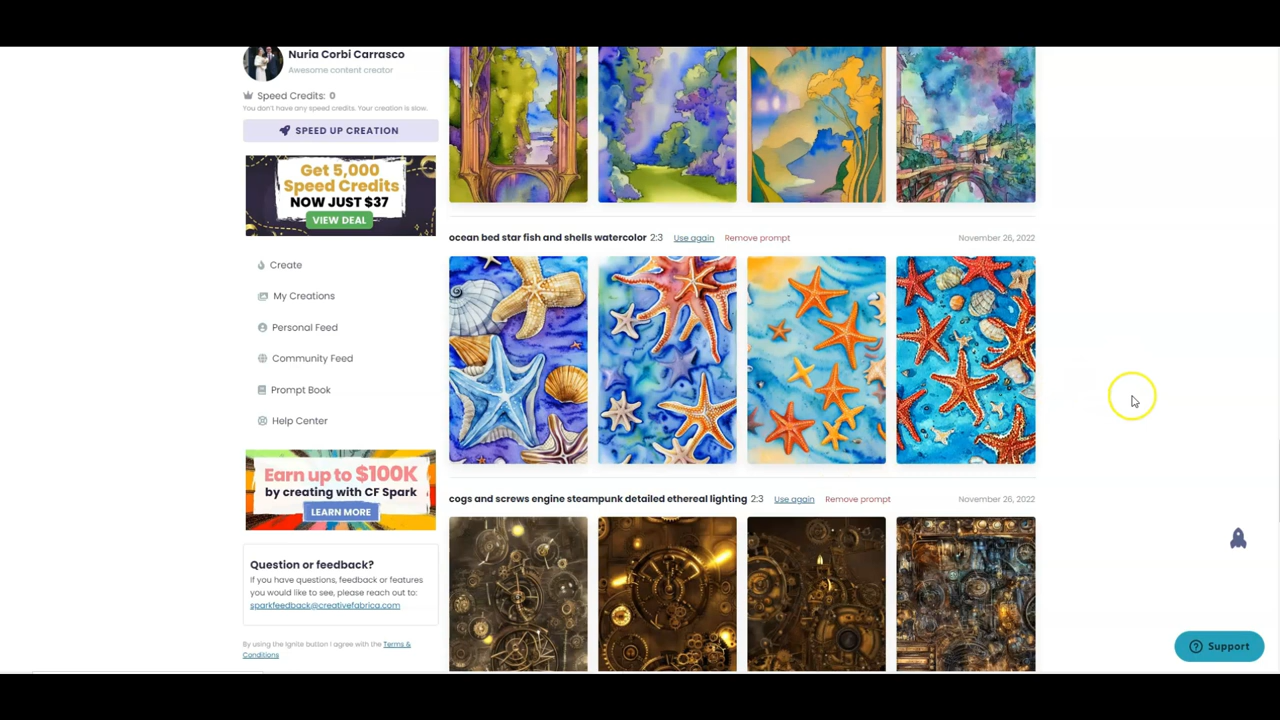 Nuria Corbi Carrasco
Awesome content creator
Speed Credits: 0
You don't have any speed credits. Your creation is slow.
SPEED UP CREATION
Get 5,000
Speed Credits
NOW JUST $37
VIEW DEAL
Create
My Creations
Personal Feed
Community Feed
Prompt Book
Help Center
Earn up to $100K
by creating with CF Spark
LEARN MORE
Question or feedback?
If you have questions, feedback or features
you would like to see, please reach out to:
sparkfeedback@creativefabrica.com
By using the Ignite button I agree with the Terms &
Conditions
ocean bed star fish and shells watercolor 2:3 Use again Remove prompt November 26, 2022
cogs and screws engine steampunk detailed ethereal lighting 2:3 Use again Remove prompt November 26, 2022
Support